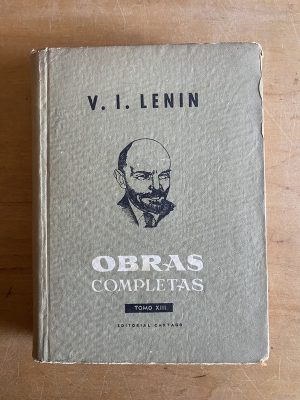 V. I. LENIN
OBRAS
COMPLETAS
TOMO XIII
EDITORIAL CARTAGO